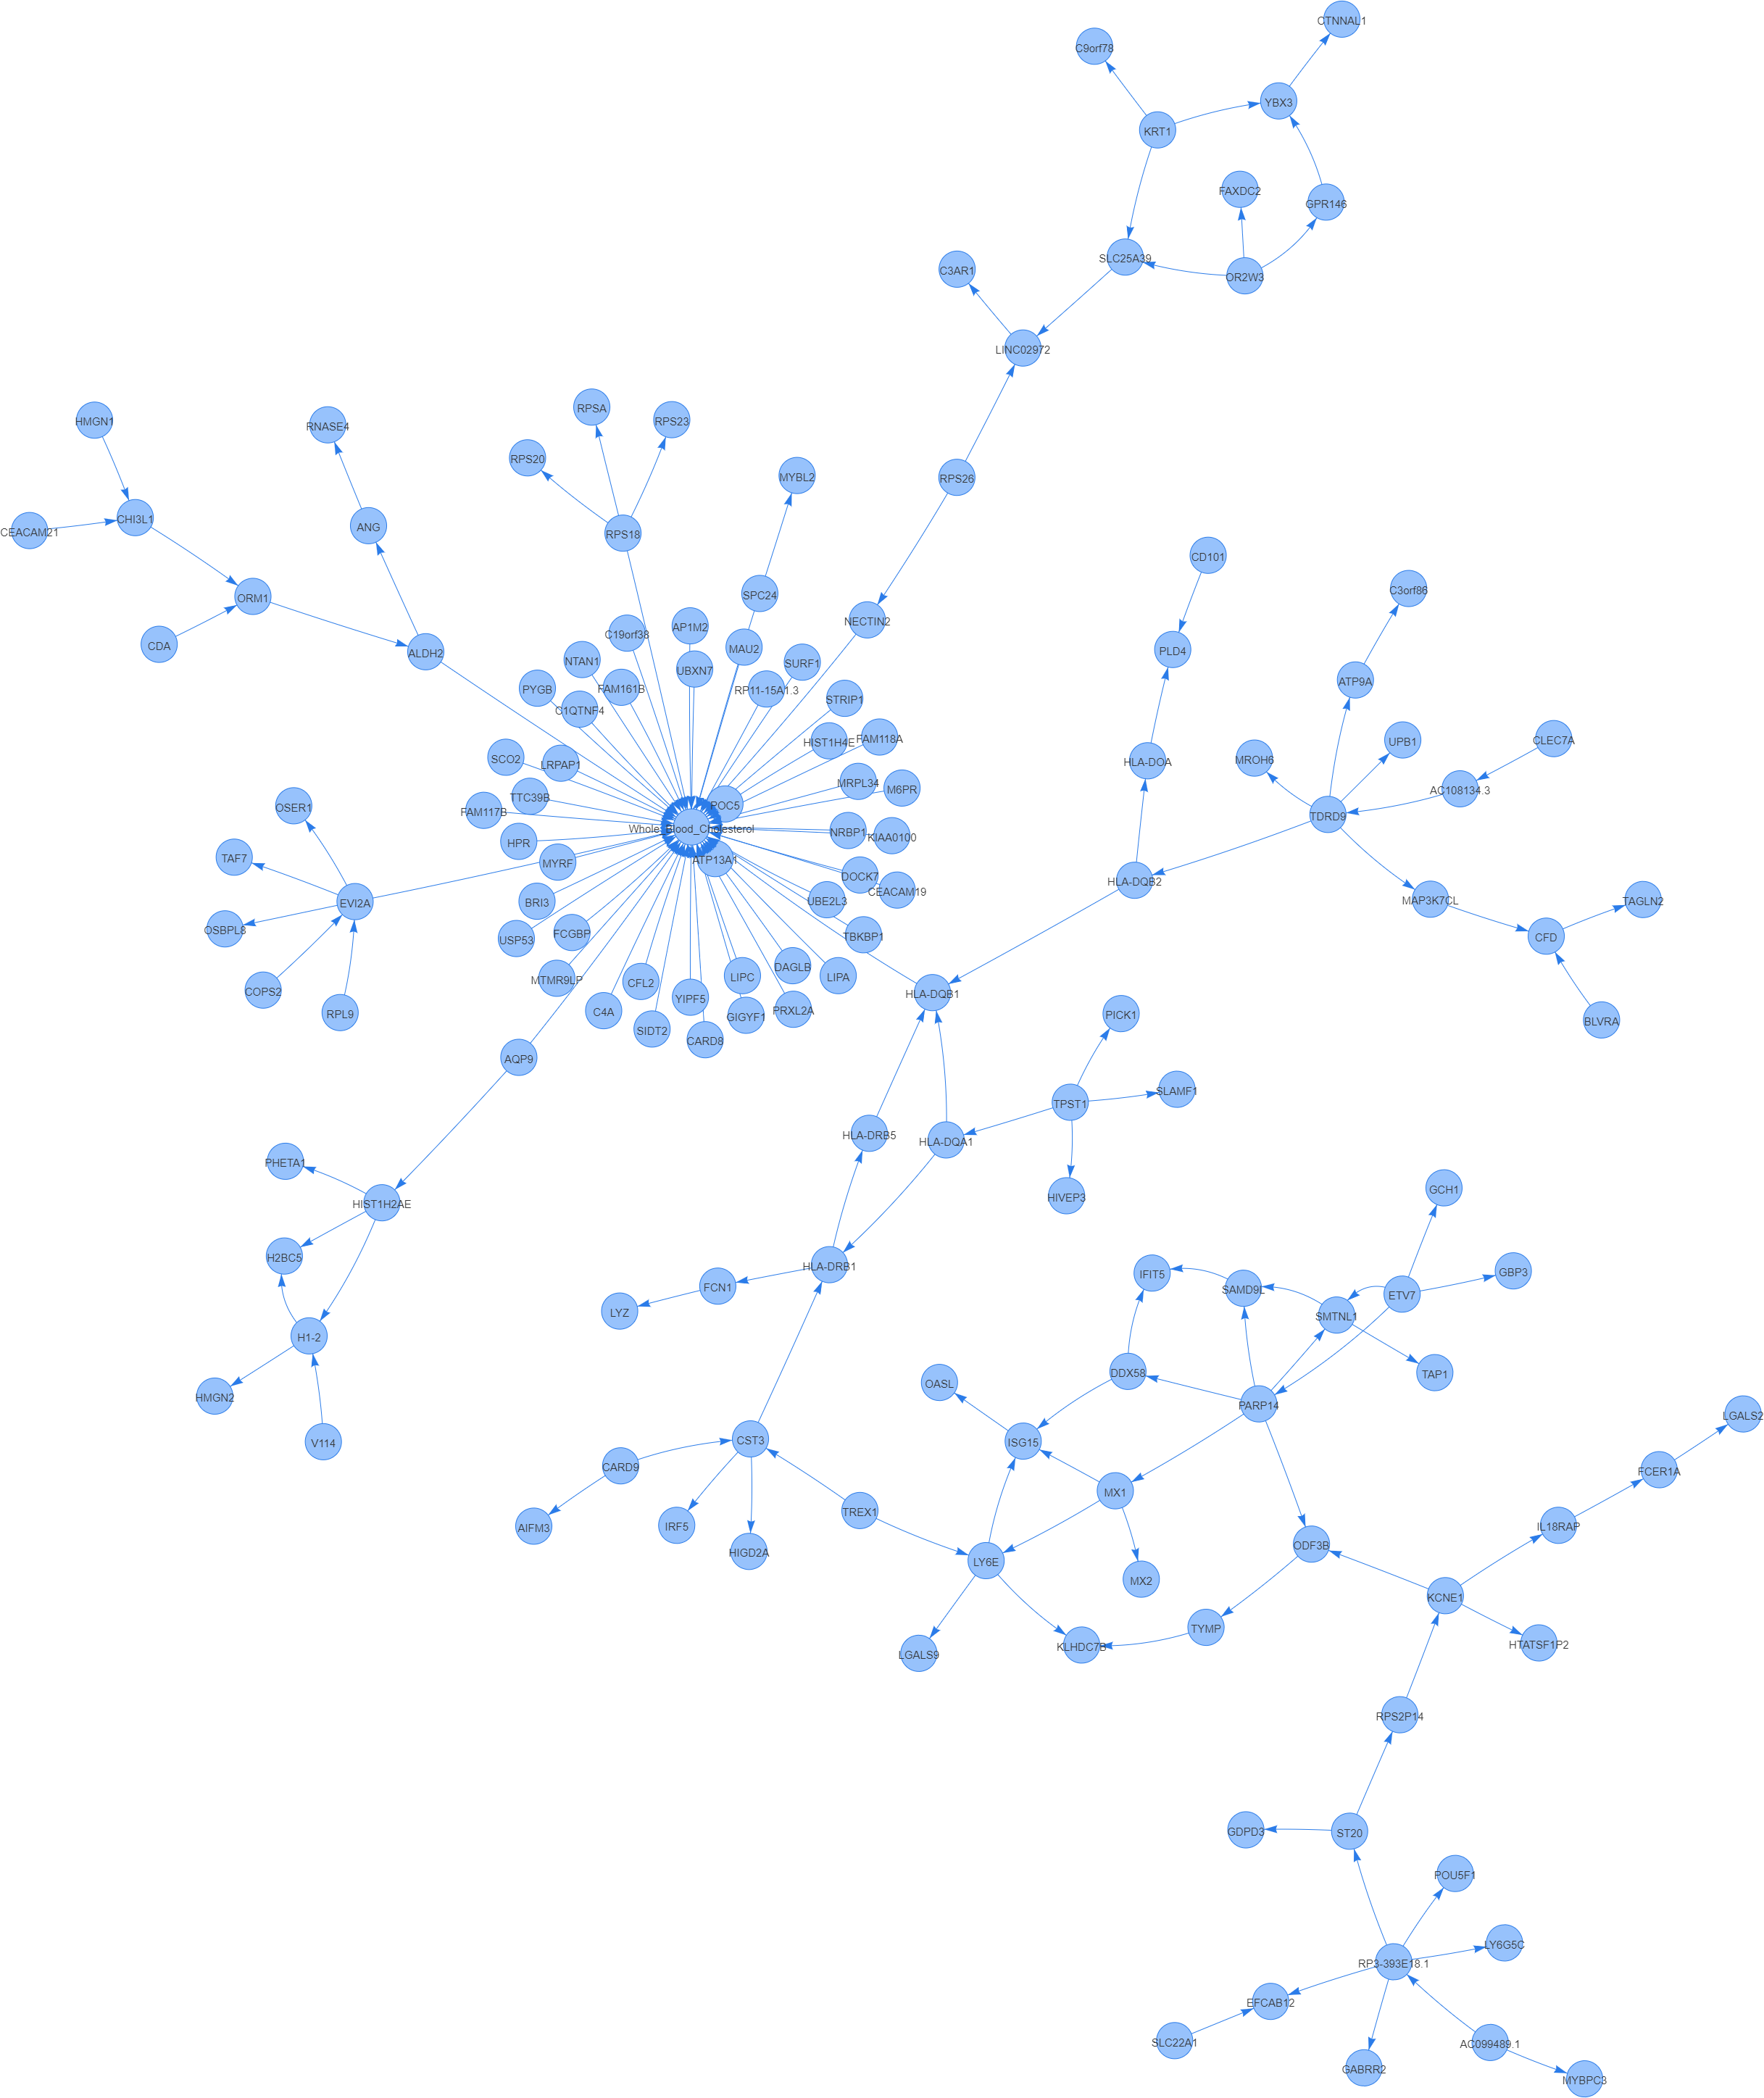 CTNNAL1
C9orf78
YBX3
KRT1
FAXDC2
GPR146
SLC25A39
C3AR1
OR2W3
LINC02972
RPSA
HMGN1
RPS23
RNASE4
RPS20
MYBL2
RPS26
CHI3L1
ANG
CEACAM21
RPS18
CD101
C3orf86
SPC24
ORM1
NECTIN2
AP1M2
C19orf38
CDA
MAU2
PLD4
ALDH2
NTAN1
SURF1
UBXN7
ATP9A
PYGB
FAM161B
RP11-15A1.3
STRIP1
C1QTNF4
FAM118A
HIST1H4E
UPB1
CLEC7A
SCO2
LRPAP1
HLA-DOA
MROH6
MRPL34
M6PR
AC108134.3
TTC39B
OSER1
FAM117B
POC5
TDRD9
Whole_Blood_Cholesterol
NRBP1
KIAA0100
HPR
TAF7
MYRF
ATP13A1
DOCK7
HLA-DQB2
CEACAM19
BRI3
EVI2A
UBE2L3
MAP3K7CL
TAGLN2
OSBPL8
FCGBP
USP53
TBKBP1
CFD
DAGLB
LIPC
LIPA
MTMR9LP
CFL2
COPS2
HLA-DQB1
YIPF5
C4A
PRXL2A
RPL9
GIGYF1
PICK1
BLVRA
SIDT2
CARD8
AQP9
SLAMF1
TPST1
HLA-DRB5
HLA-DQA1
PHETA1
GCH1
HIVEP3
HIST1H2AE
H2BC5
HLA-DRB1
GBP3
IFIT5
FCN1
SAMD9L
ETV7
LYZ
SMTNL1
H1-2
DDX58
TAP1
OASL
HMGN2
PARP14
LGALS2
V114
CST3
ISG15
CARD9
FCER1A
MX1
TREX1
AIFM3
IRF5
IL18RAP
ODF3B
HIGD2A
LY6E
MX2
KCNE1
TYMP
HTATSF1P2
KLHDC7B
LGALS9
RPS2P14
GDPD3
ST20
POU5F1
LY6G5C
RP3-393E18.1
EFCAB12
SLC22A1
AC099489.1
GABRR2
MYBPC3